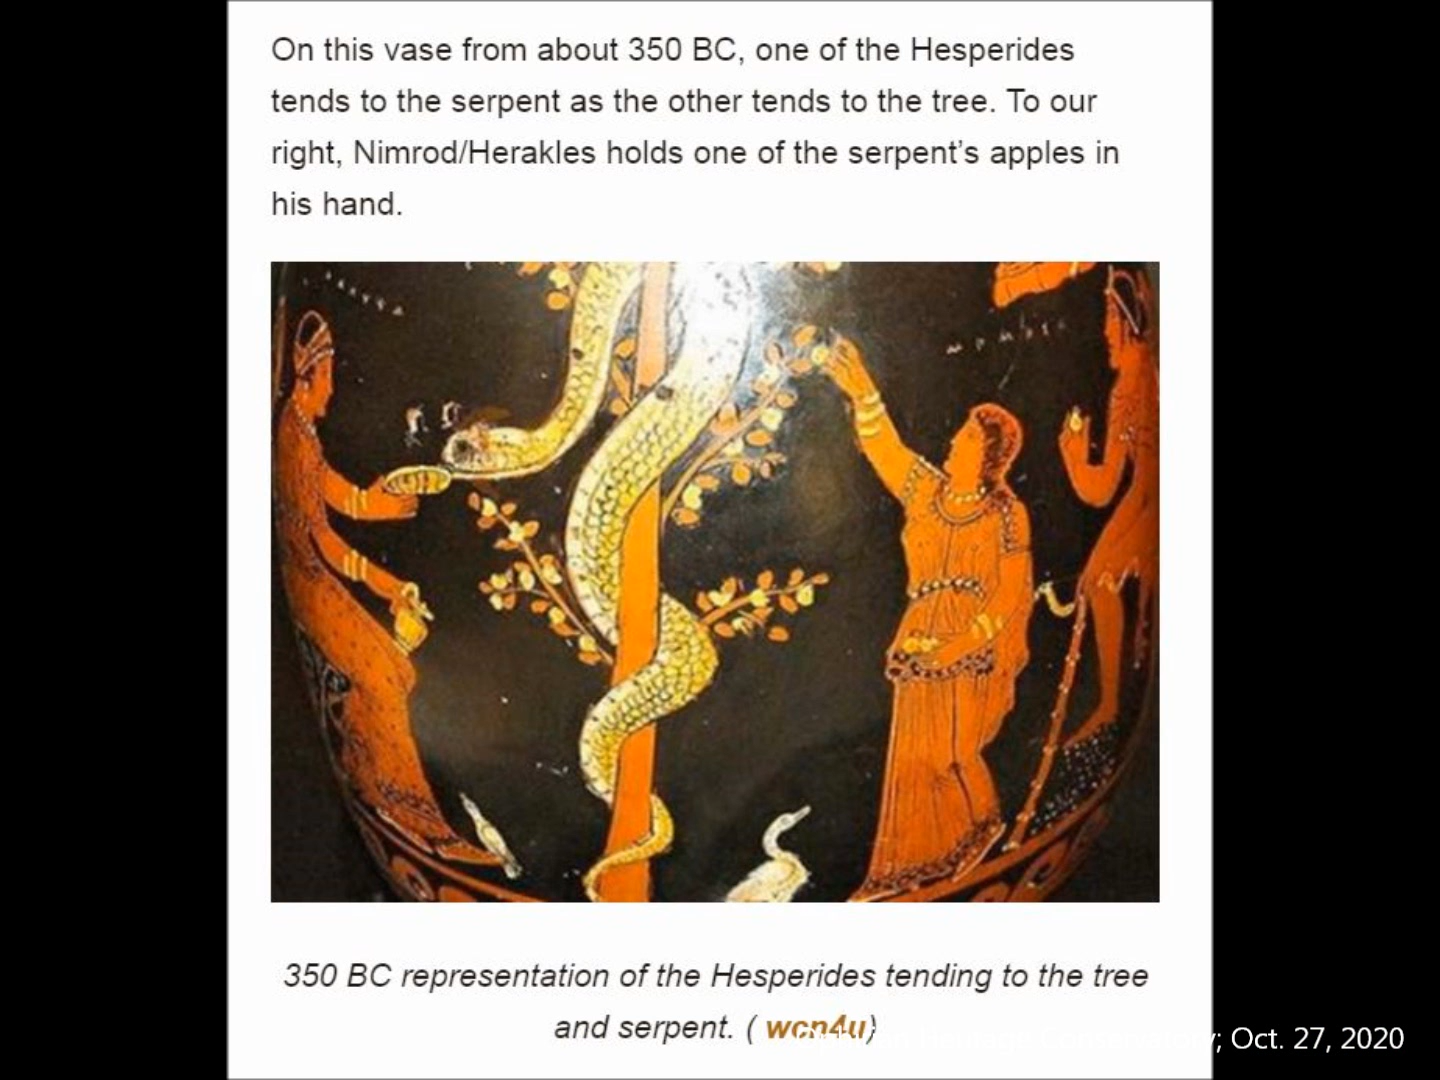 On this vase from about 350 BC, one of the Hesperides
tends to the serpent as the other tends to the tree. To our
right, Nimrod/Herakles holds one of the serpent’s apples in
his hand.
350 BC representation of the Hesperides tending to the tree
and serpent. ( wcn4u)
Heritage Conservatory; Oct. 27, 2020